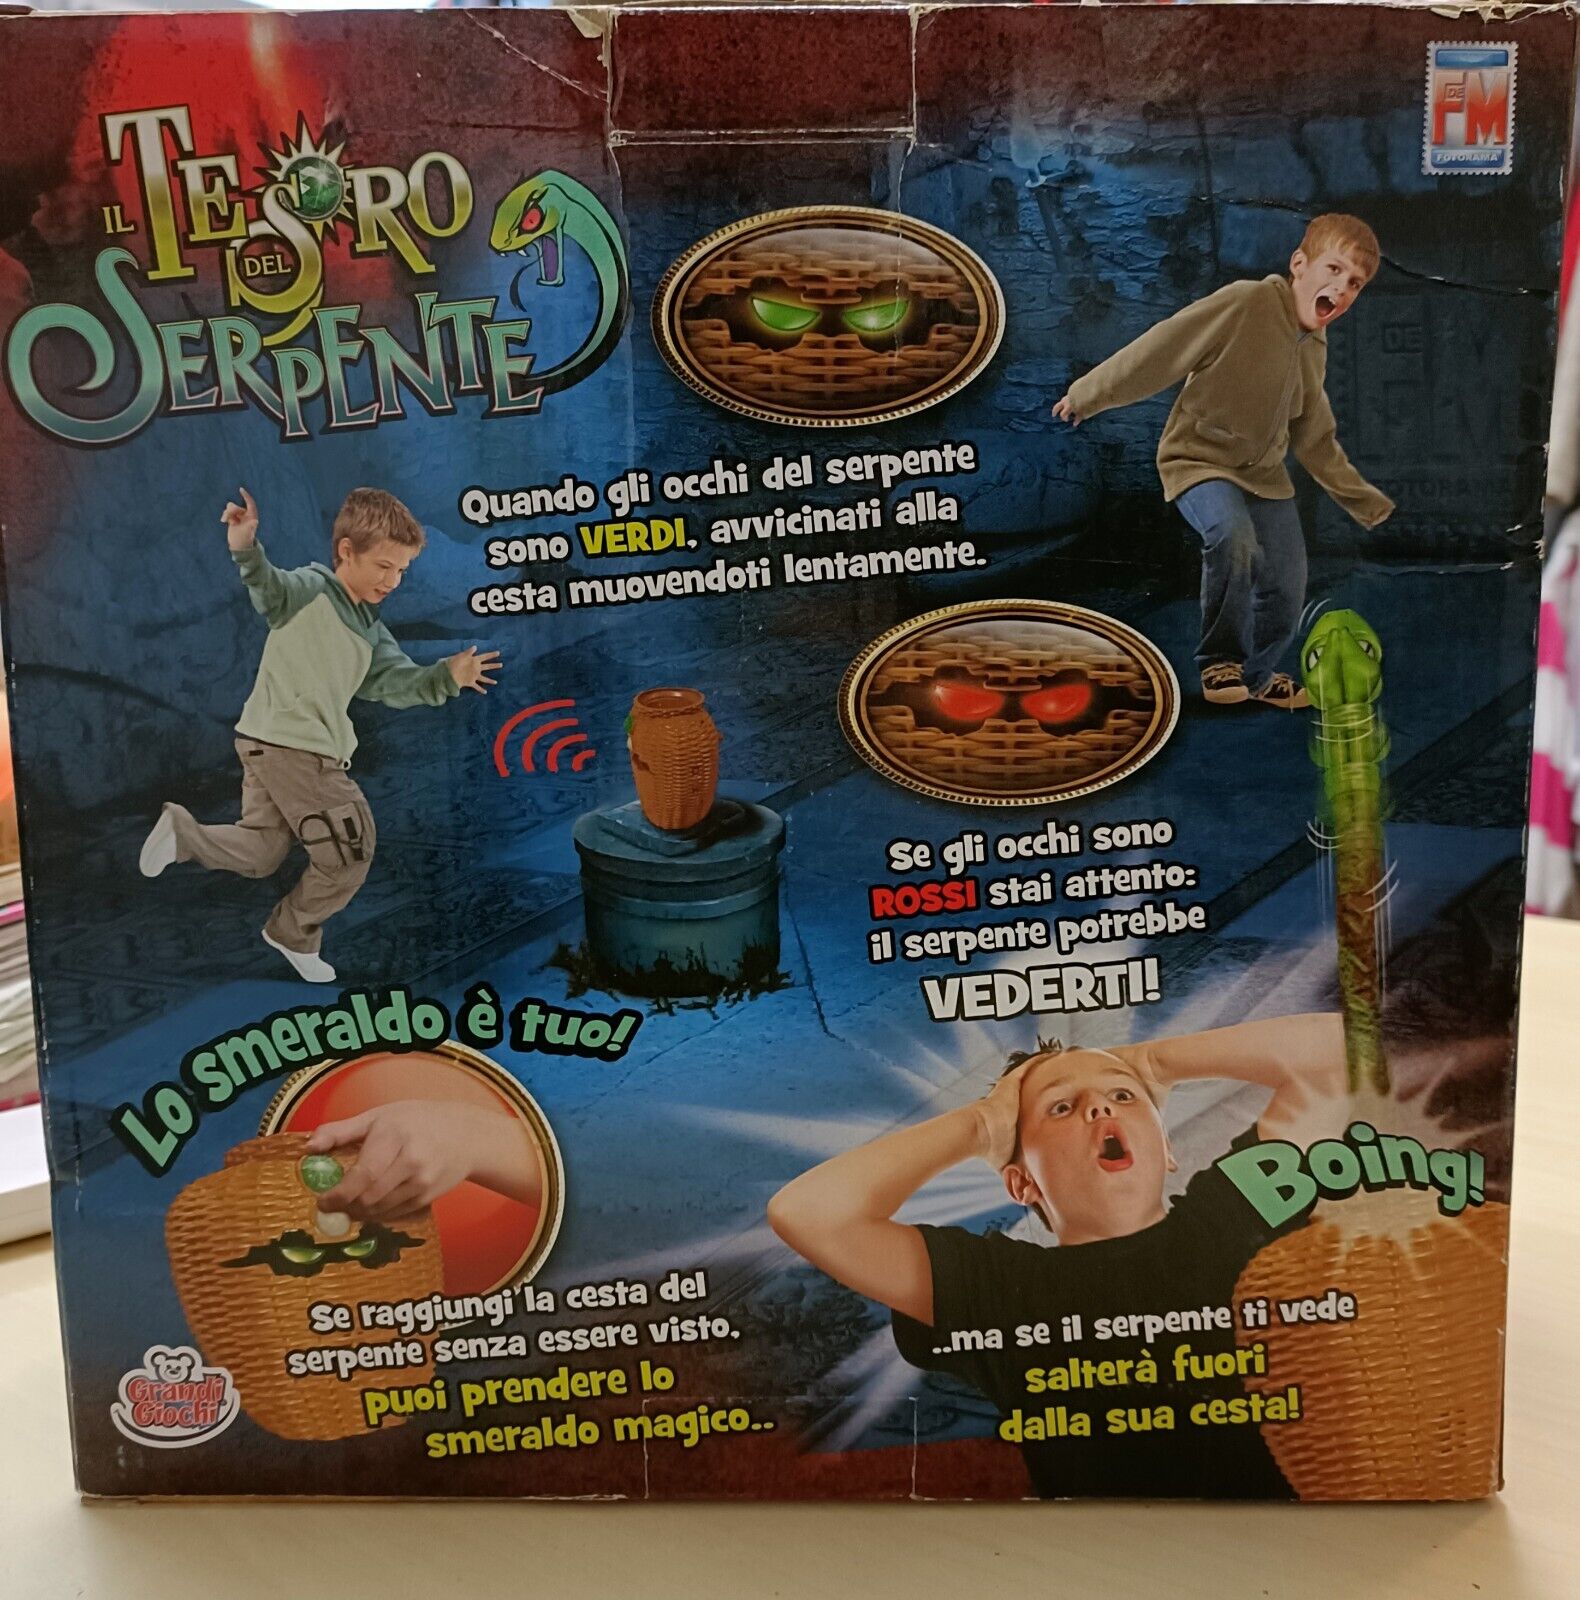 IL TESORO
DEL
SERPENTE
DE
FM
FOTORAMA
Quando gli occhi del serpente
sono VERDI, avvicinati alla
cesta muovendoti lentamente.
Se gli occhi sono
ROSSI stai attento:
il serpente potrebbe
VEDERTI!
Lo smeraldo è tuo!
Boing!
Se raggiungi la cesta del
serpente senza essere visto,
puoi prendere lo
smeraldo magico..
..ma se il serpente ti vede
salterà fuori
dalla sua cesta!
Grandi
Giochi